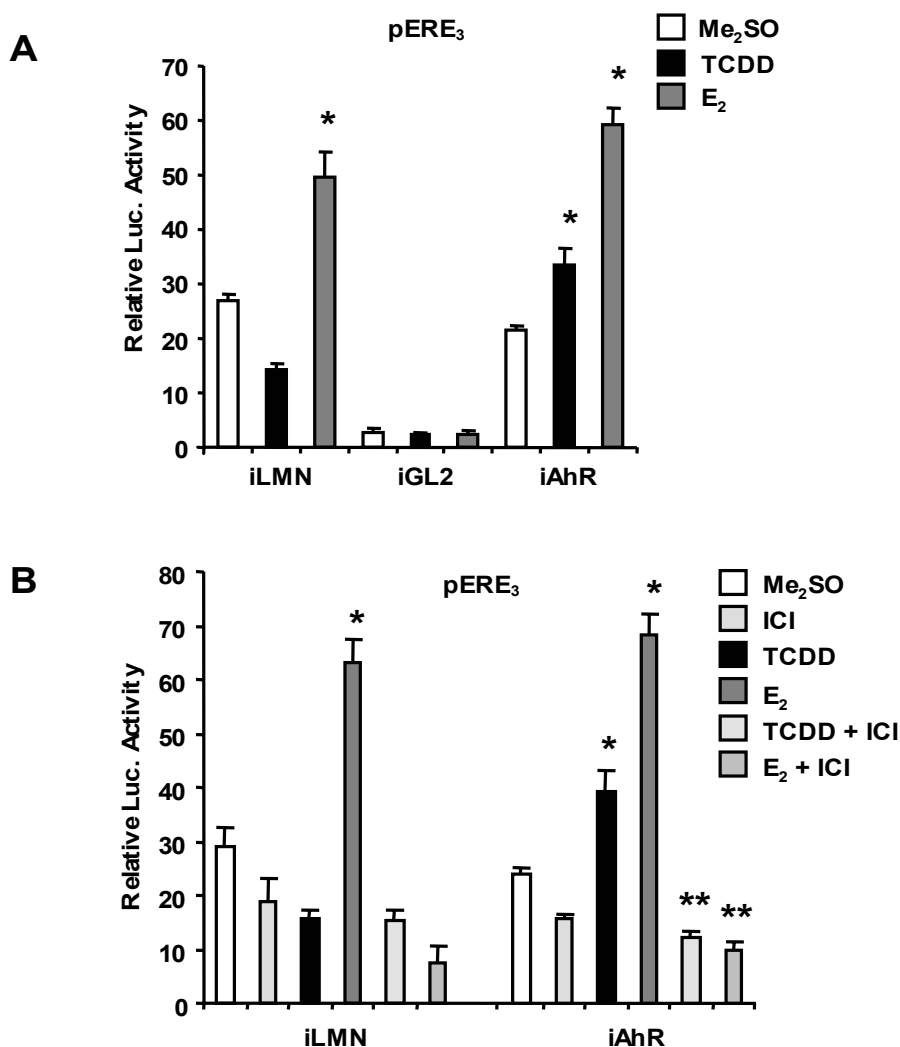 A
pERE₃
Me₂SO
TCDD
E₂
70
60
50
40
30
20
10
0
Relative Luc. Activity
*
*
*
iLMN
iGL2
iAhR
B
pERE₃
Me₂SO
ICI
TCDD
E₂
TCDD + ICI
E₂ + ICI
80
70
60
50
40
30
20
10
0
Relative Luc. Activity
*
*
*
**
**
iLMN
iAhR